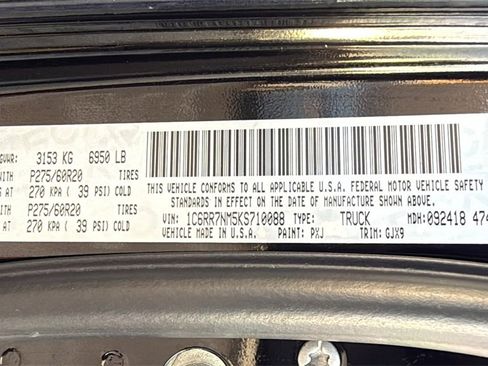 GVWR: 3153 KG 6950 LB
WITH P275/60R20 TIRES
S AT 270 KPA ( 39 PSI) COLD
WITH P275/60R20 TIRES
S AT 270 KPA ( 39 PSI) COLD
THIS VEHICLE CONFORMS TO ALL APPLICABLE U.S.A. FEDERAL MOTOR VEHICLE SAFETY
STANDARDS IN EFFECT ON THE DATE OF MANUFACTURE SHOWN ABOVE.
VIN: 1C6RR7NM5KS710088 TYPE: TRUCK MDH: 092418 474
VEHICLE MADE IN U.S.A. PAINT: PXJ TRIM: GJX9